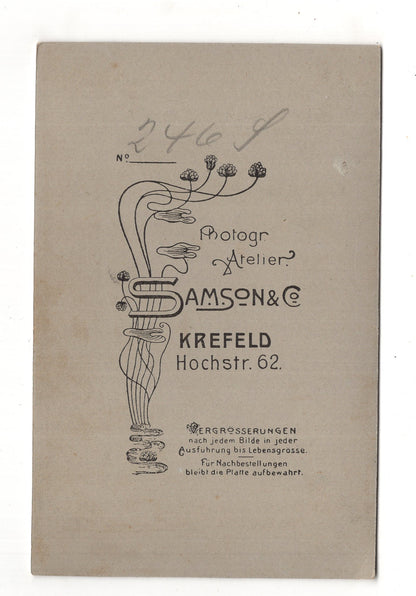 Nº 246 S
Photogr.
Atelier.
SAMSON & Co
KREFELD
Hochstr. 62.
VERGRÖSSERUNGEN
nach jedem Bilde in jeder
Ausführung bis Lebensgrösse.
Für Nachbestellungen
bleibt die Platte aufbewahrt.